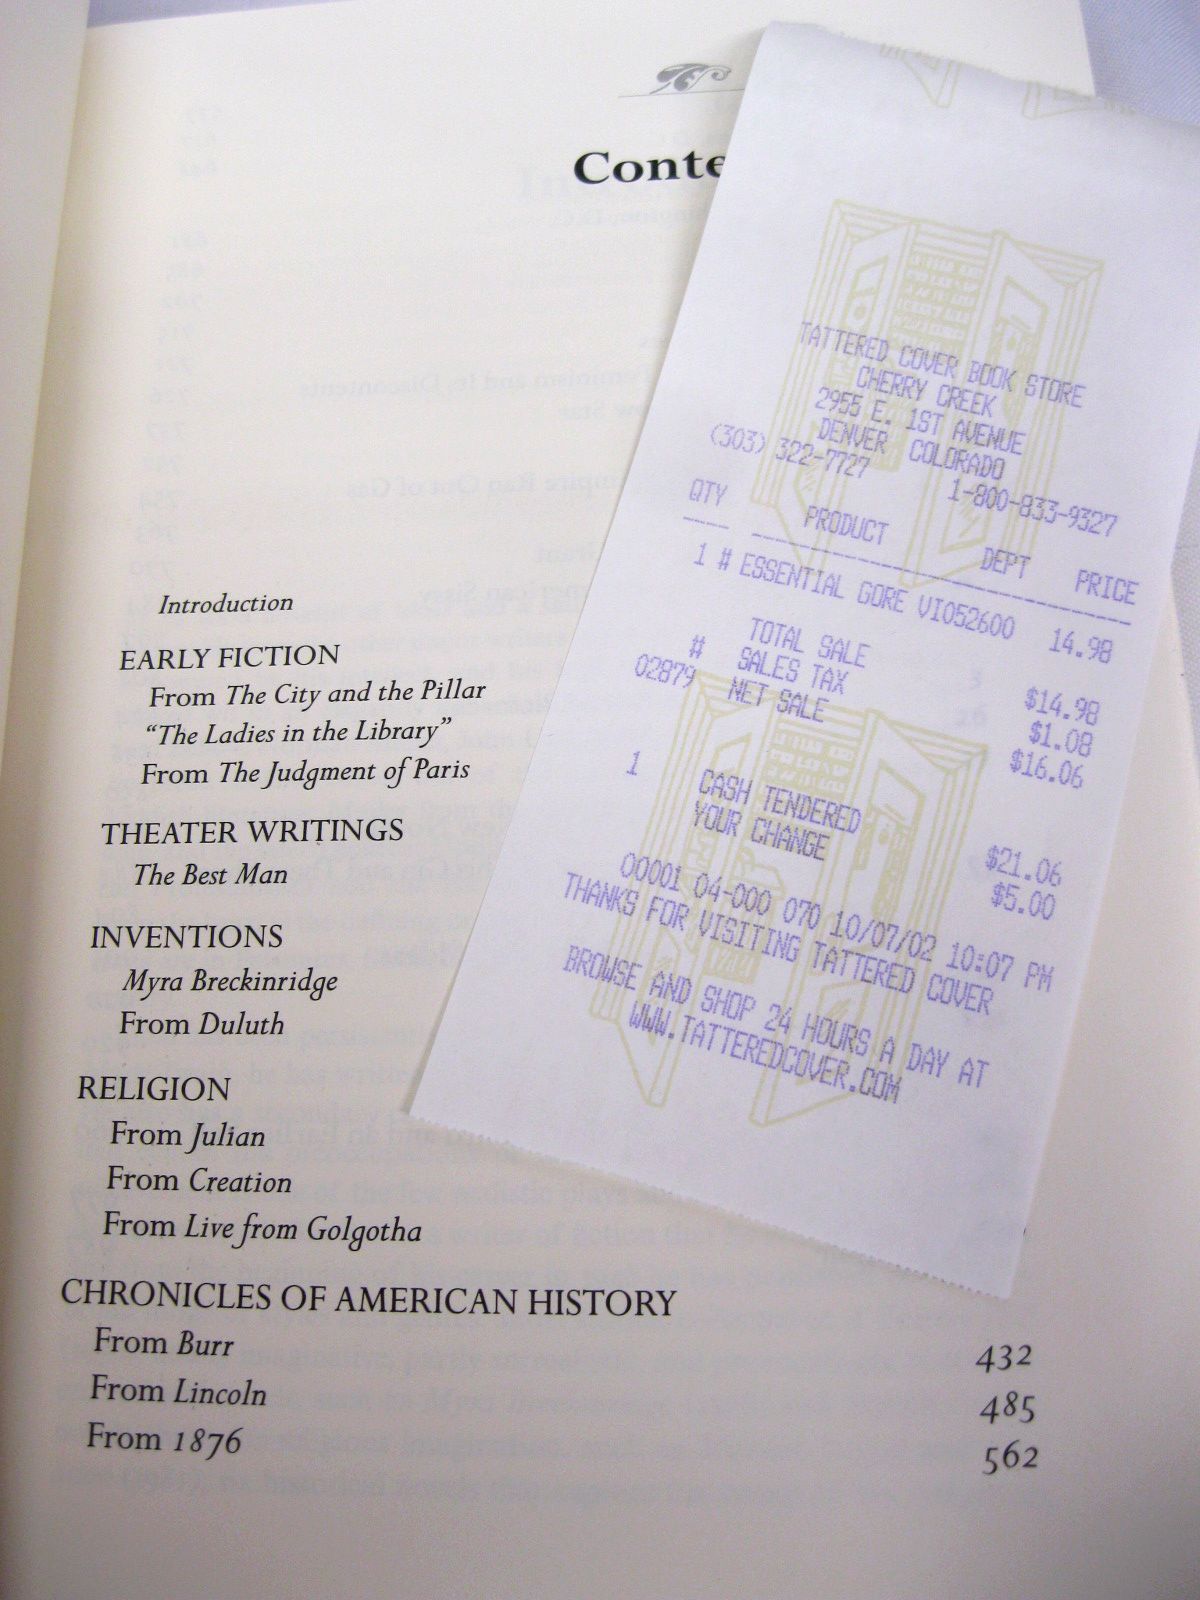 Conte
Introduction
EARLY FICTION
From The City and the Pillar
“The Ladies in the Library”
From The Judgment of Paris
THEATER WRITINGS
The Best Man
INVENTIONS
Myra Breckinridge
From Duluth
RELIGION
From Julian
From Creation
From Live from Golgotha
CHRONICLES OF AMERICAN HISTORY
From Burr 432
From Lincoln 485
From 1876 562
TATTERED COVER BOOK STORE
CHERRY CREEK
2955 E. 1ST AVENUE
DENVER COLORADO
(303) 322-7727 1-800-833-9327
QTY PRODUCT DEPT PRICE
1 # ESSENTIAL GORE VI052600 14.98
TOTAL SALE $14.98
# SALES TAX $1.08
02879 NET SALE $16.06
1 CASH TENDERED $21.06
YOUR CHANGE $5.00
00001 04-000 070 10/07/02 10:07 PM
THANKS FOR VISITING TATTERED COVER
BROWSE AND SHOP 24 HOURS A DAY AT
WWW.TATTEREDCOVER.COM